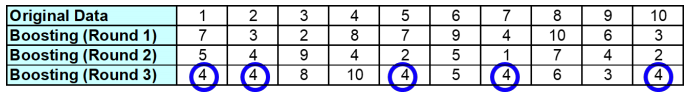 Original Data 1 2 3 4 5 6 7 8 9 10
Boosting (Round 1) 7 3 2 8 7 9 4 10 6 3
Boosting (Round 2) 5 4 9 4 2 5 1 7 4 2
Boosting (Round 3) 4 4 8 10 4 5 4 6 3 4